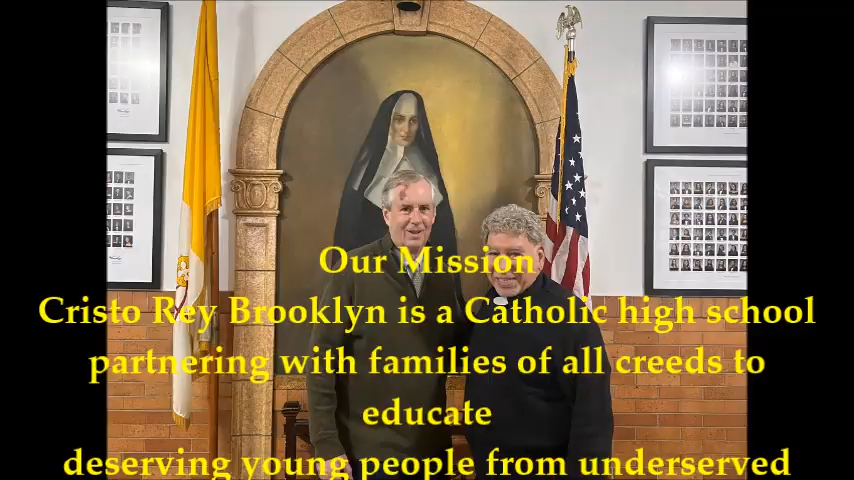 Our Mission
Cristo Rey Brooklyn is a Catholic high school
partnering with families of all creeds to
educate
deserving young people from underserved